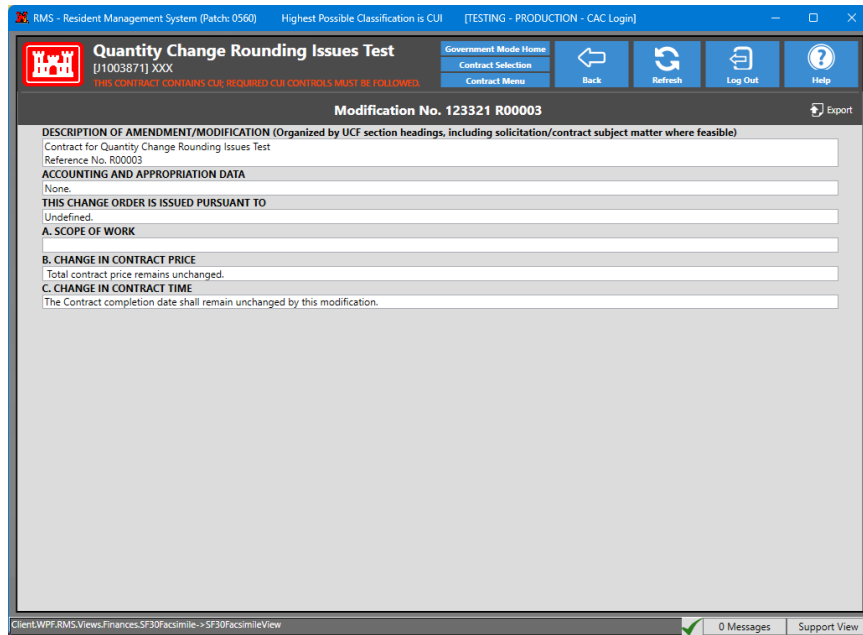 RMS - Resident Management System (Patch: 0560) Highest Possible Classification is CUI [TESTING - PRODUCTION - CAC Login]
Quantity Change Rounding Issues Test
[J1003871] XXX
THIS CONTRACT CONTAINS CUI; REQUIRED CUI CONTROLS MUST BE FOLLOWED.
Government Mode Home
Contract Selection
Contract Menu
Back
Refresh
Log Out
Help
Modification No. 123321 R00003
Export
DESCRIPTION OF AMENDMENT/MODIFICATION (Organized by UCF section headings, including solicitation/contract subject matter where feasible)
Contract for Quantity Change Rounding Issues Test
Reference No. R00003
ACCOUNTING AND APPROPRIATION DATA
None.
THIS CHANGE ORDER IS ISSUED PURSUANT TO
Undefined.
A. SCOPE OF WORK
B. CHANGE IN CONTRACT PRICE
Total contract price remains unchanged.
C. CHANGE IN CONTRACT TIME
The Contract completion date shall remain unchanged by this modification.
Client.WPF.RMS.Views.Finances.SF30Facsimile->SF30FacsimileView
0 Messages
Support View